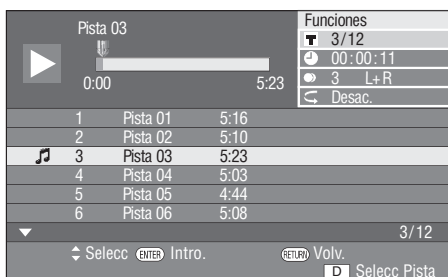 Pista 03
0:00 5:23
Funciones
T 3/12
00:00:11
3 L+R
Desac.
1 Pista 01 5:16
2 Pista 02 5:10
3 Pista 03 5:23
4 Pista 04 5:03
5 Pista 05 4:44
6 Pista 06 5:08
3/12
Selecc ENTER Intro. RETURN Volv.
D Selecc Pista